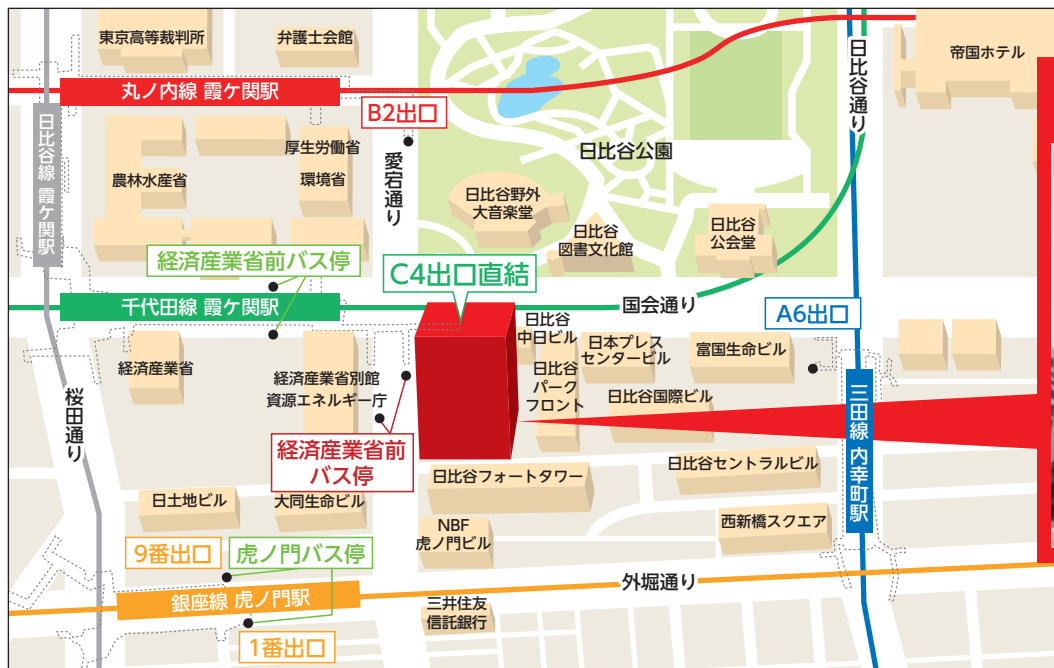 東京高等裁判所
弁護士会館
帝国ホテル
日比谷通り
丸ノ内線 霞ケ関駅
B2出口
日比谷線 霞ケ関駅
厚生労働省
環境省
農林水産省
愛宕通り
日比谷公園
日比谷野外
大音楽堂
日比谷
図書文化館
日比谷
公会堂
経済産業省前バス停
C4出口直結
千代田線 霞ケ関駅
国会通り
A6出口
経済産業省
経済産業省別館
資源エネルギー庁
日比谷
中日ビル
日本プレス
センタービル
富国生命ビル
日比谷
パーク
フロント
日比谷国際ビル
桜田通り
経済産業省前
バス停
三田線 内幸町駅
日比谷フォートタワー
日比谷セントラルビル
日土地ビル
大同生命ビル
NBF
虎ノ門ビル
西新橋スクエア
9番出口
虎ノ門バス停
外堀通り
銀座線 虎ノ門駅
三井住友
信託銀行
1番出口